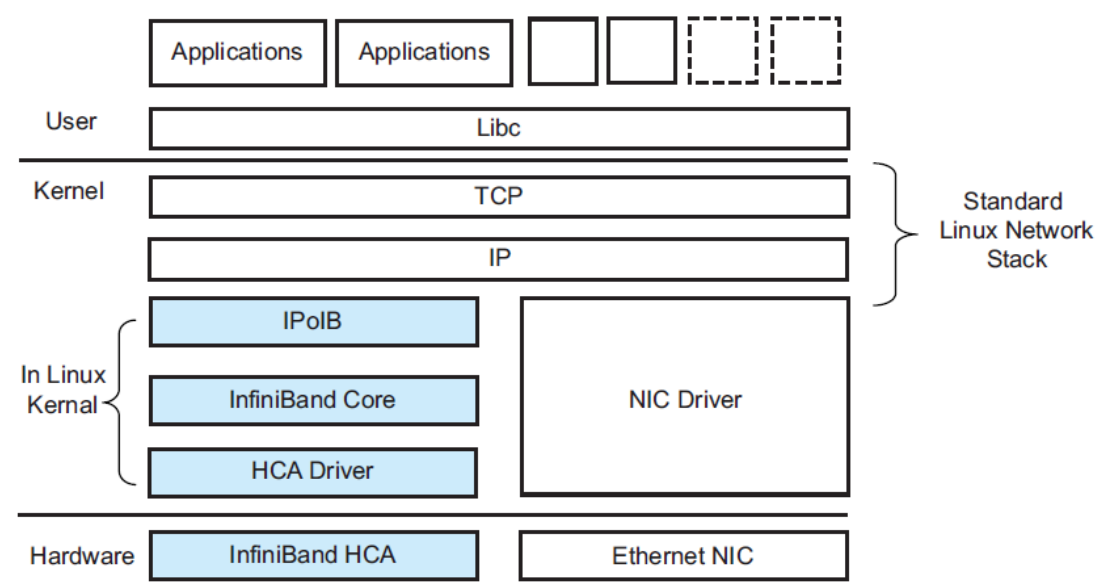 Applications
Applications
User
Libc
Kernel
TCP
Standard
Linux Network
Stack
IP
IPoIB
In Linux
Kernal
InfiniBand Core
NIC Driver
HCA Driver
Hardware
InfiniBand HCA
Ethernet NIC